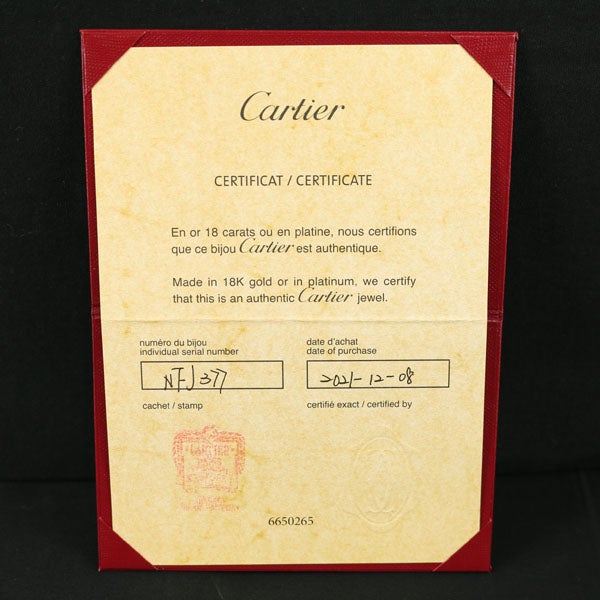 Cartier
CERTIFICAT / CERTIFICATE
En or 18 carats ou en platine, nous certifions
que ce bijou Cartier est authentique.
Made in 18K gold or in platinum, we certify
that this is an authentic Cartier jewel.
numéro du bijou
individual serial number
NFJ377
date d'achat
date of purchase
2021-12-08
cachet / stamp
certifié exact / certified by
CARTIER
6650265